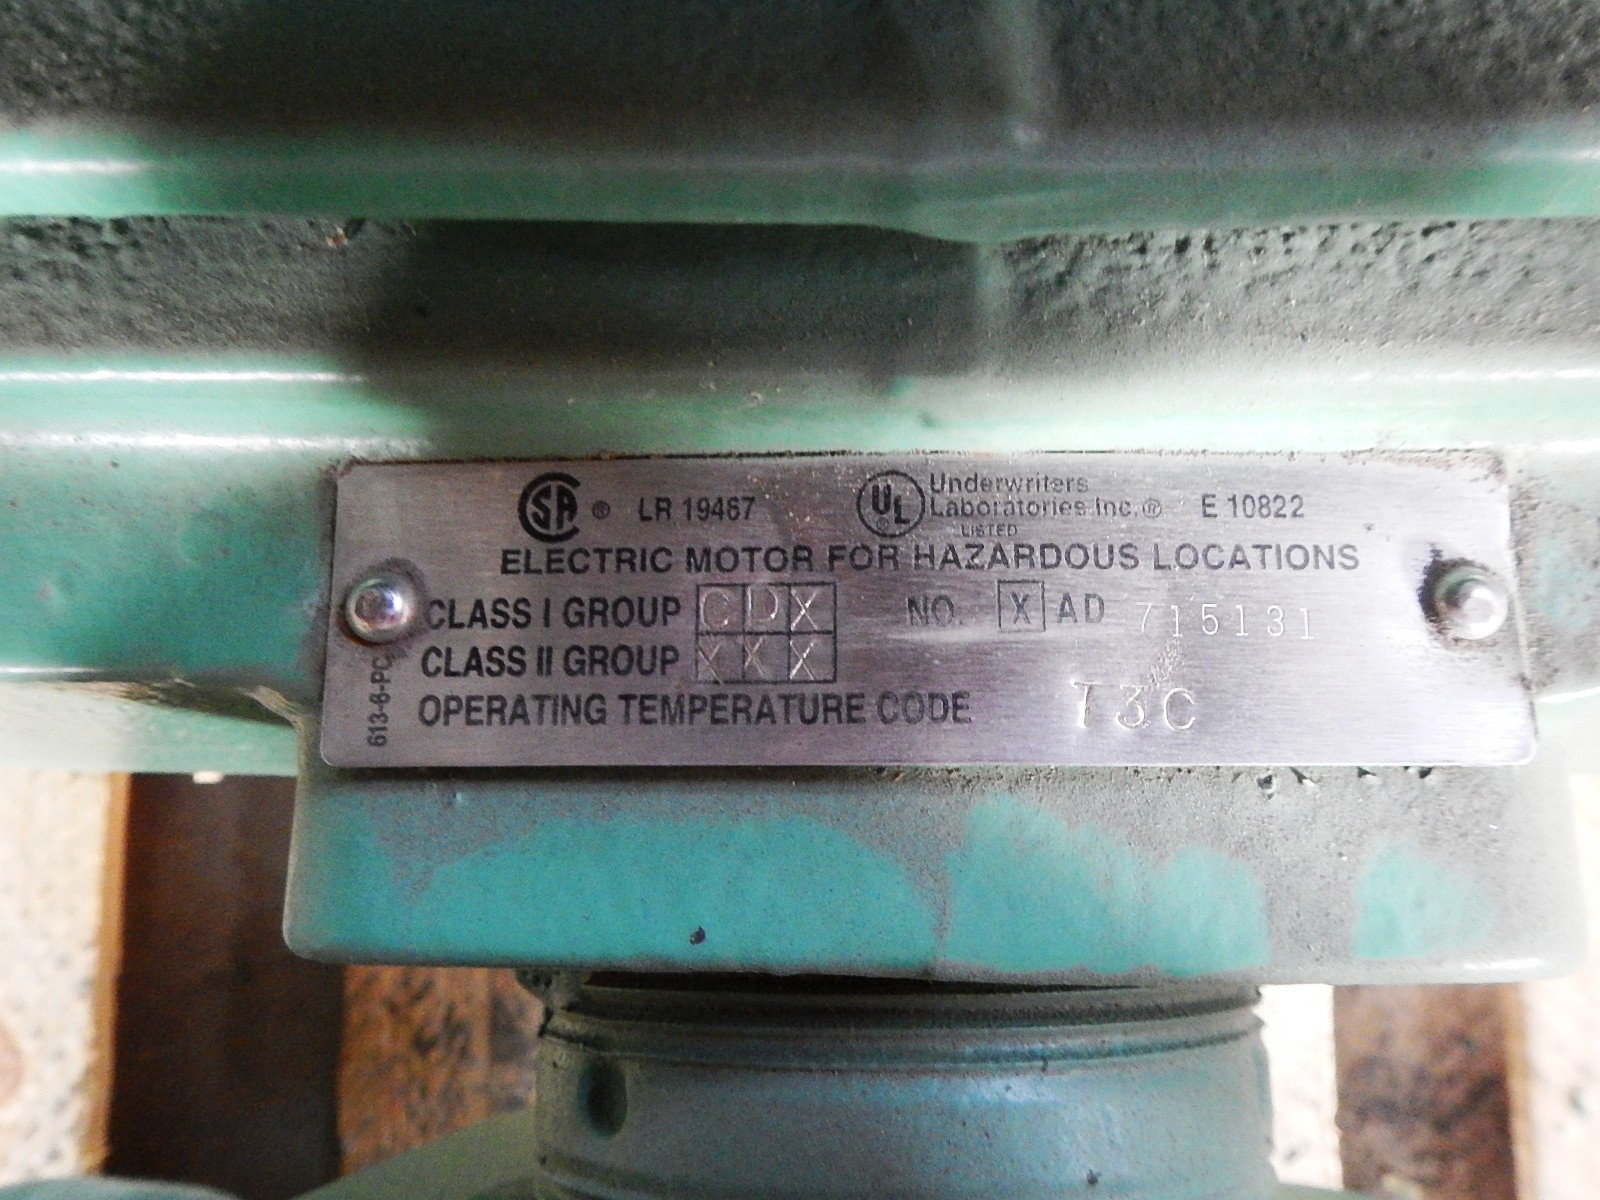 CSA ® LR 19467 UL ® Underwriters Laboratories Inc.® LISTED E 10822
ELECTRIC MOTOR FOR HAZARDOUS LOCATIONS
CLASS I GROUP C D X NO. X AD 715131
CLASS II GROUP X X X
OPERATING TEMPERATURE CODE T3C
613-6-PC